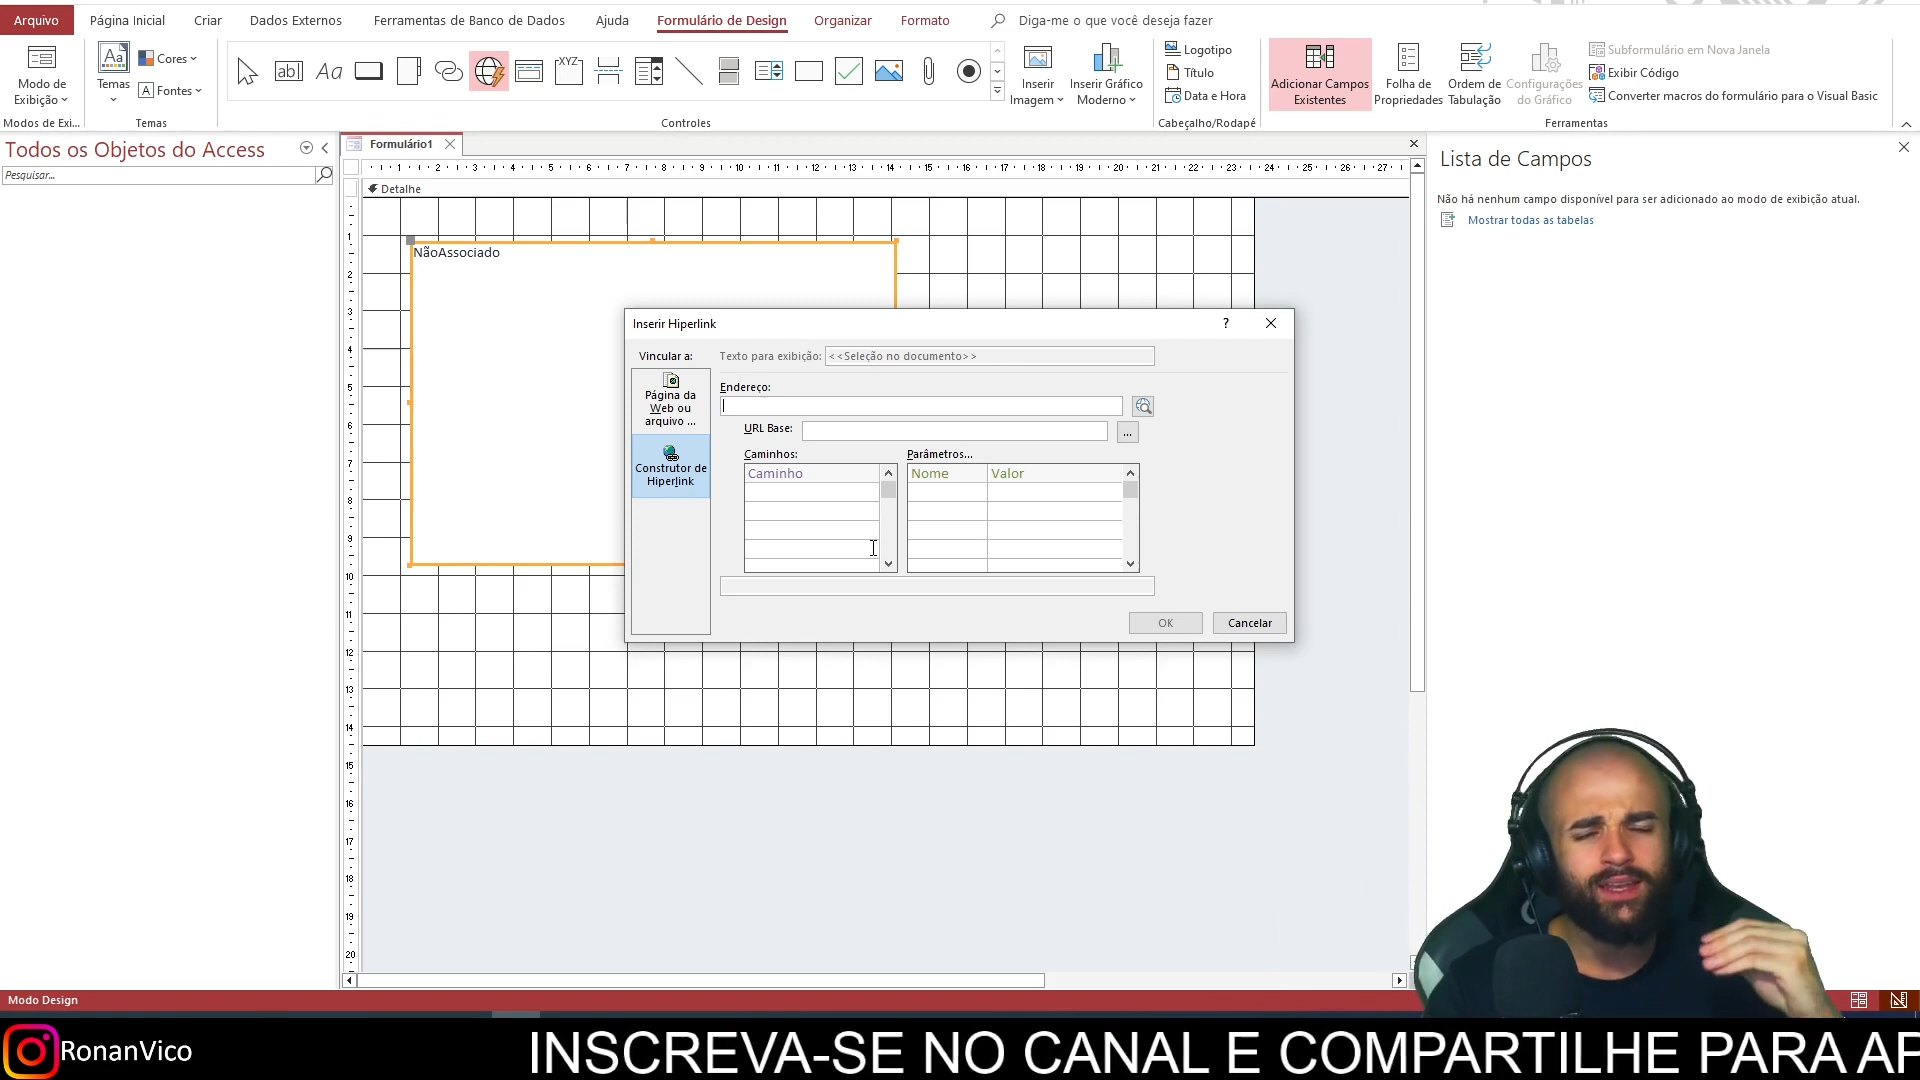 Arquivo Página Inicial Criar Dados Externos Ferramentas de Banco de Dados Ajuda Formulário de Design Organizar Formato Diga-me o que você deseja fazer
Modo de Exibição
Modos de Exi...
Temas
Cores
Fontes
Temas
Controles
Inserir Imagem
Inserir Gráfico Moderno
Logotipo
Título
Data e Hora
Cabeçalho/Rodapé
Adicionar Campos Existentes
Folha de Propriedades
Ordem de Tabulação
Configurações do Gráfico
Subformulário em Nova Janela
Exibir Código
Converter macros do formulário para o Visual Basic
Ferramentas
Todos os Objetos do Access
Pesquisar...
Formulário1
Detalhe
NãoAssociado
Inserir Hiperlink
Vincular a:
Página da Web ou arquivo ...
Construtor de Hiperlink
Texto para exibição: <<Seleção no documento>>
Endereço:
URL Base:
...
Caminhos:
Caminho
Parâmetros...
Nome Valor
OK Cancelar
Lista de Campos
Não há nenhum campo disponível para ser adicionado ao modo de exibição atual.
Mostrar todas as tabelas
Modo Design
RonanVico
INSCREVA-SE NO CANAL E COMPARTILHE PARA AP